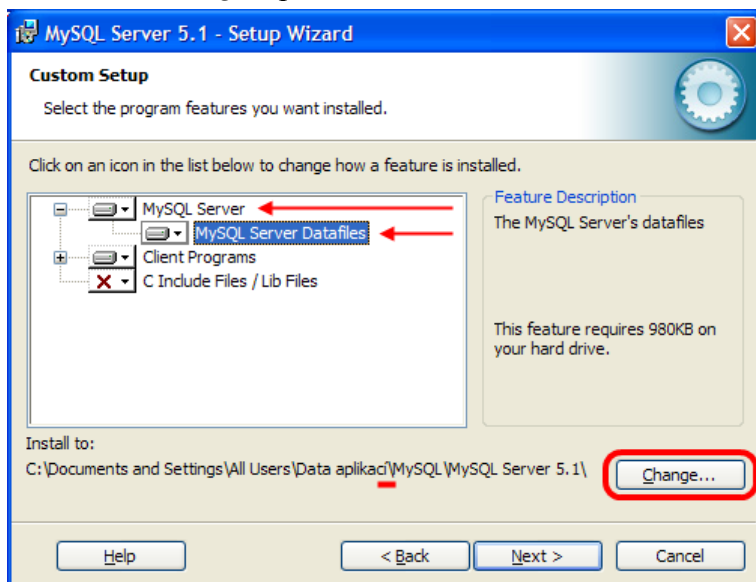 MySQL Server 5.1 - Setup Wizard
Custom Setup
Select the program features you want installed.
Click on an icon in the list below to change how a feature is installed.
MySQL Server
MySQL Server Datafiles
Client Programs
C Include Files / Lib Files
Feature Description
The MySQL Server's datafiles
This feature requires 980KB on
your hard drive.
Install to:
C:\Documents and Settings\All Users\Data aplikací\MySQL\MySQL Server 5.1\
Change...
Help
< Back
Next >
Cancel